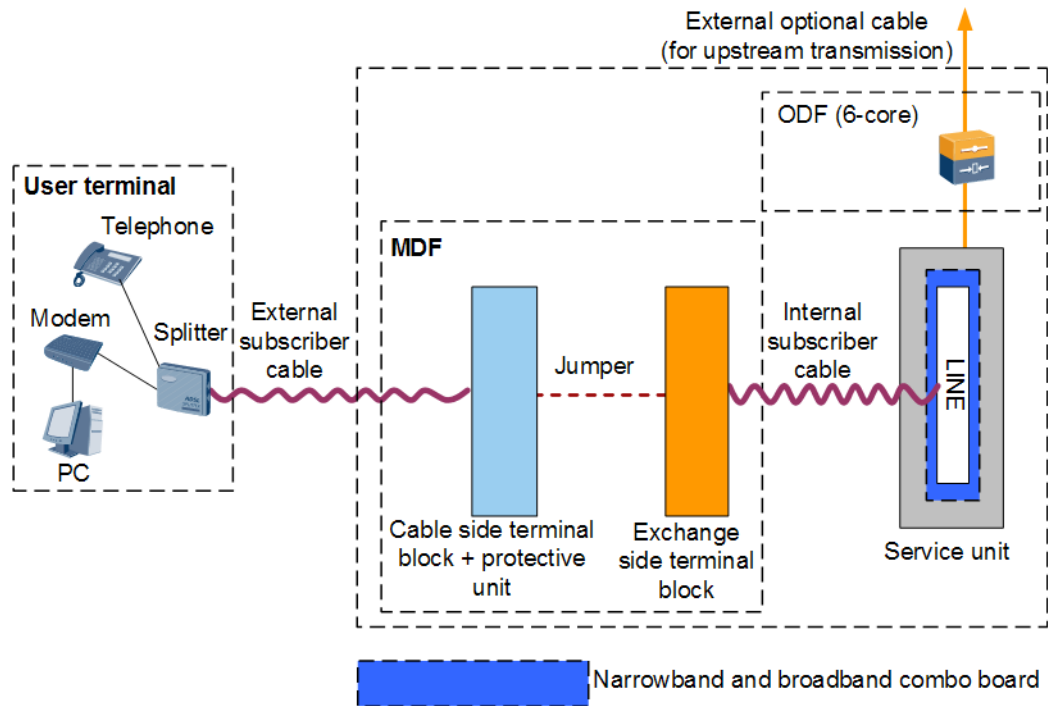 External optional cable
(for upstream transmission)
ODF (6-core)
User terminal
Telephone
Modem
Splitter
PC
External
subscriber
cable
MDF
Jumper
Internal
subscriber
cable
LINE
Cable side terminal
block + protective
unit
Exchange
side terminal
block
Service unit
Narrowband and broadband combo board